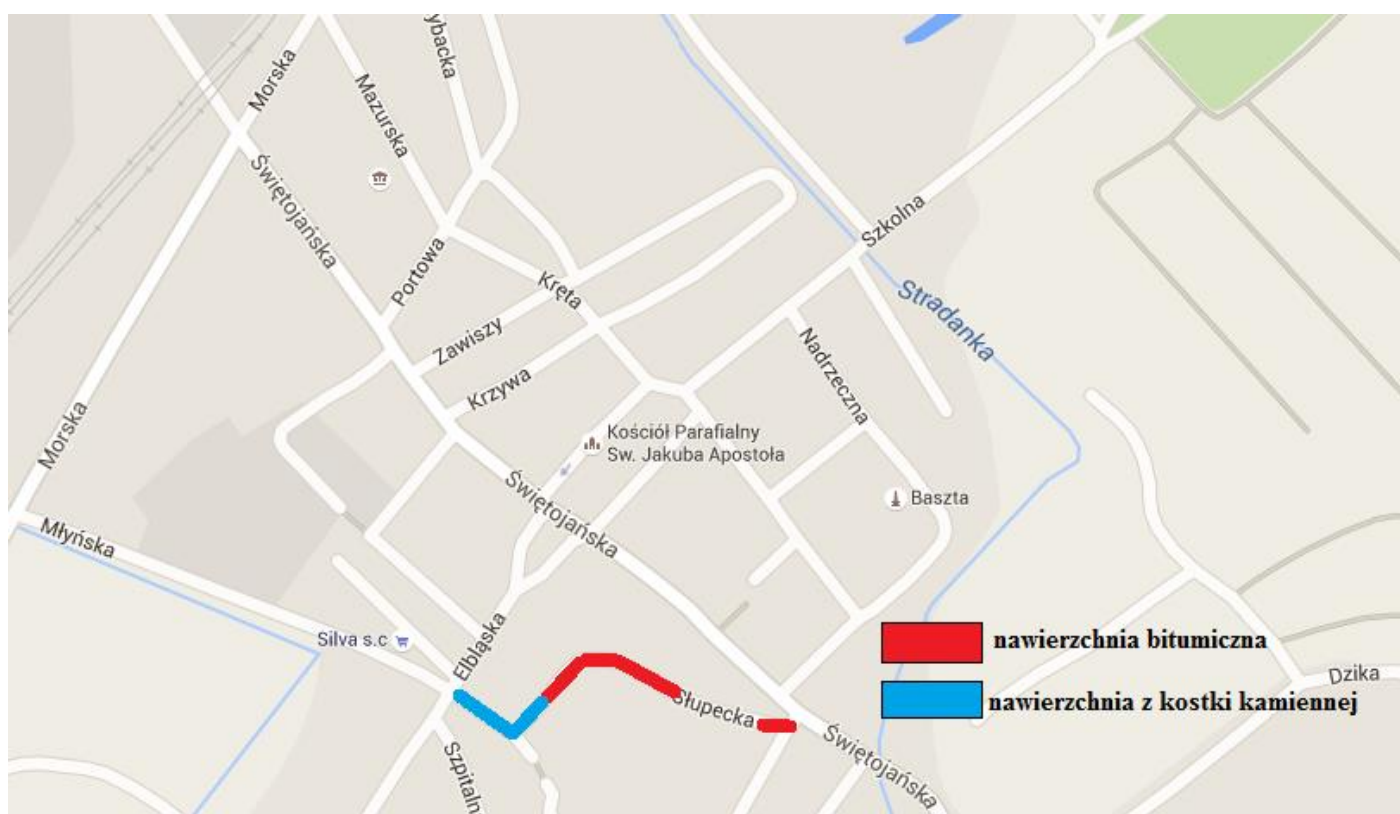 ybacka
Morska
Mazurska
Świętojańska
Portowa
Kręta
Szkolna
Zawiszy
Stradanka
Krzywa
Nadrzeczna
Morska
Kościół Parafialny
Sw. Jakuba Apostoła
Baszta
Świętojańska
Młyńska
Silva s.c
Elbląska
nawierzchnia bitumiczna
Dzika
Słupecka
nawierzchnia z kostki kamiennej
Świętojańska
Szpitaln